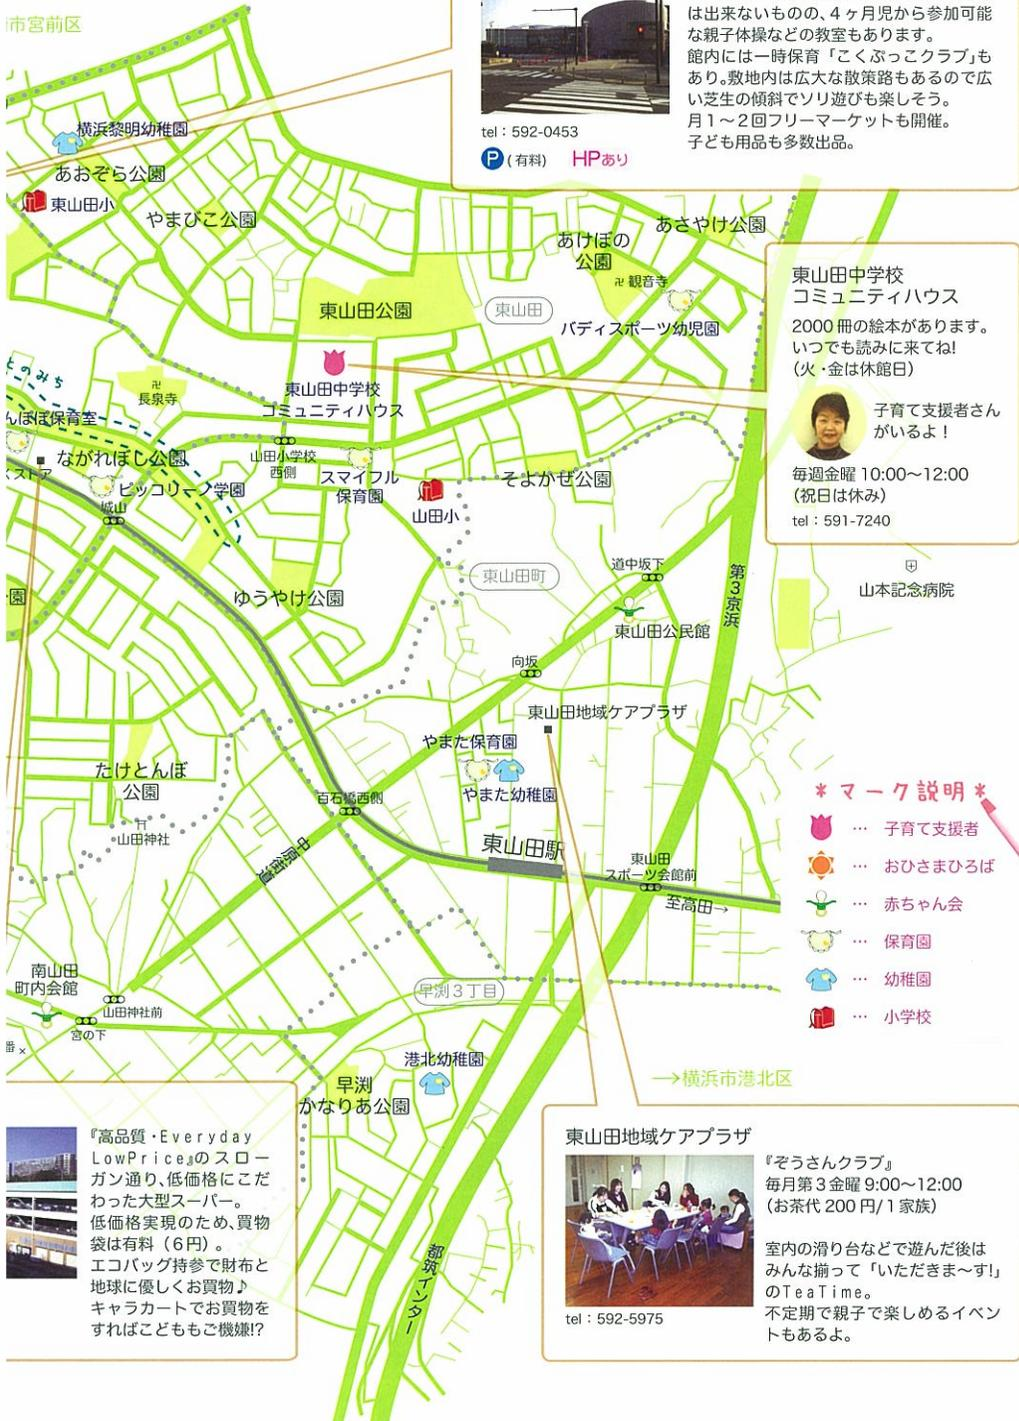 市宮前区
は出来ないものの、4ヶ月児から参加可能
な親子体操などの教室もあります。
館内には一時保育「こくぶっこクラブ」も
あり。敷地内は広大な散策路もあるので広
い芝生の傾斜でソリ遊びも楽しそう。
月1〜2回フリーマーケットも開催。
子ども用品も多数出品。
tel：592-0453
P (有料) HPあり
横浜黎明幼稚園
あおぞら公園
東山田小
やまびこ公園
あさやけ公園
あけぼの
公園
卍 観音寺
東山田公園
東山田
バディスポーツ幼児園
東山田中学校
コミュニティハウス
2000冊の絵本があります。
いつでも読みに来てね!
（火・金は休館日）
子育て支援者さん
がいるよ！
毎週金曜 10:00〜12:00
（祝日は休み）
tel：591-7240
とのみち
卍
長泉寺
東山田中学校
コミュニティハウス
んぽぽ保育室
ながれぼし公園
ストア
ピッコリーノ学園
城山
山田小学校
西側
スマイフル
保育園
山田小
そよかぜ公園
東山田町
道中坂下
第3京浜
山本記念病院
園
ゆうやけ公園
東山田公民館
向坂
東山田地域ケアプラザ
やまた保育園
やまた幼稚園
たけとんぼ
公園
山田神社
百石橋西側
中原街道
東山田駅
東山田
スポーツ会館前
至高田→
＊マーク説明＊
… 子育て支援者
… おひさまひろば
… 赤ちゃん会
… 保育園
… 幼稚園
… 小学校
南山田
町内会館
山田神社前
宮の下
番 ×
早渕3丁目
港北幼稚園
早渕
かなりあ公園
→横浜市港北区
『高品質・Everyday
LowPrice』のスロー
ガン通り、低価格にこだ
わった大型スーパー。
低価格実現のため、買物
袋は有料（6円）。
エコバッグ持参で財布と
地球に優しくお買物♪
キャラカートでお買物を
すればこどももご機嫌!?
都筑インター
東山田地域ケアプラザ
『ぞうさんクラブ』
毎月第3金曜 9:00〜12:00
（お茶代 200円/1家族）
室内の滑り台などで遊んだ後は
みんな揃って「いただきま〜す!」
のTeaTime。
不定期で親子で楽しめるイベン
トもあるよ。
tel：592-5975